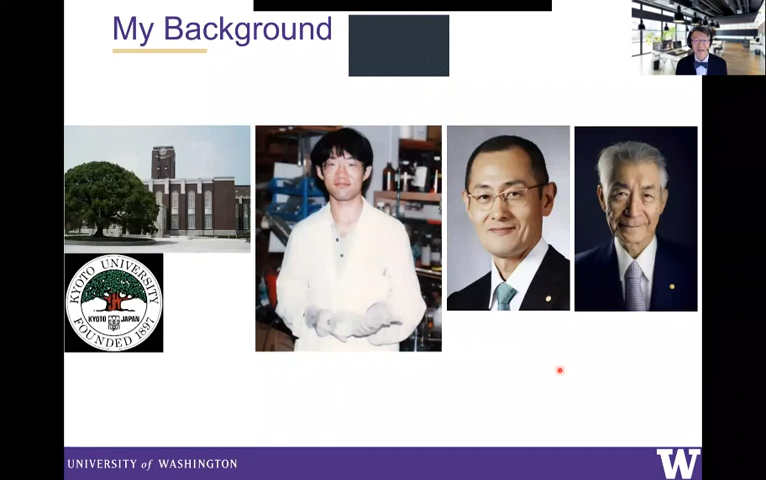 My Background
KYOTO UNIVERSITY
KYOTO JAPAN
FOUNDED 1897
UNIVERSITY of WASHINGTON
W